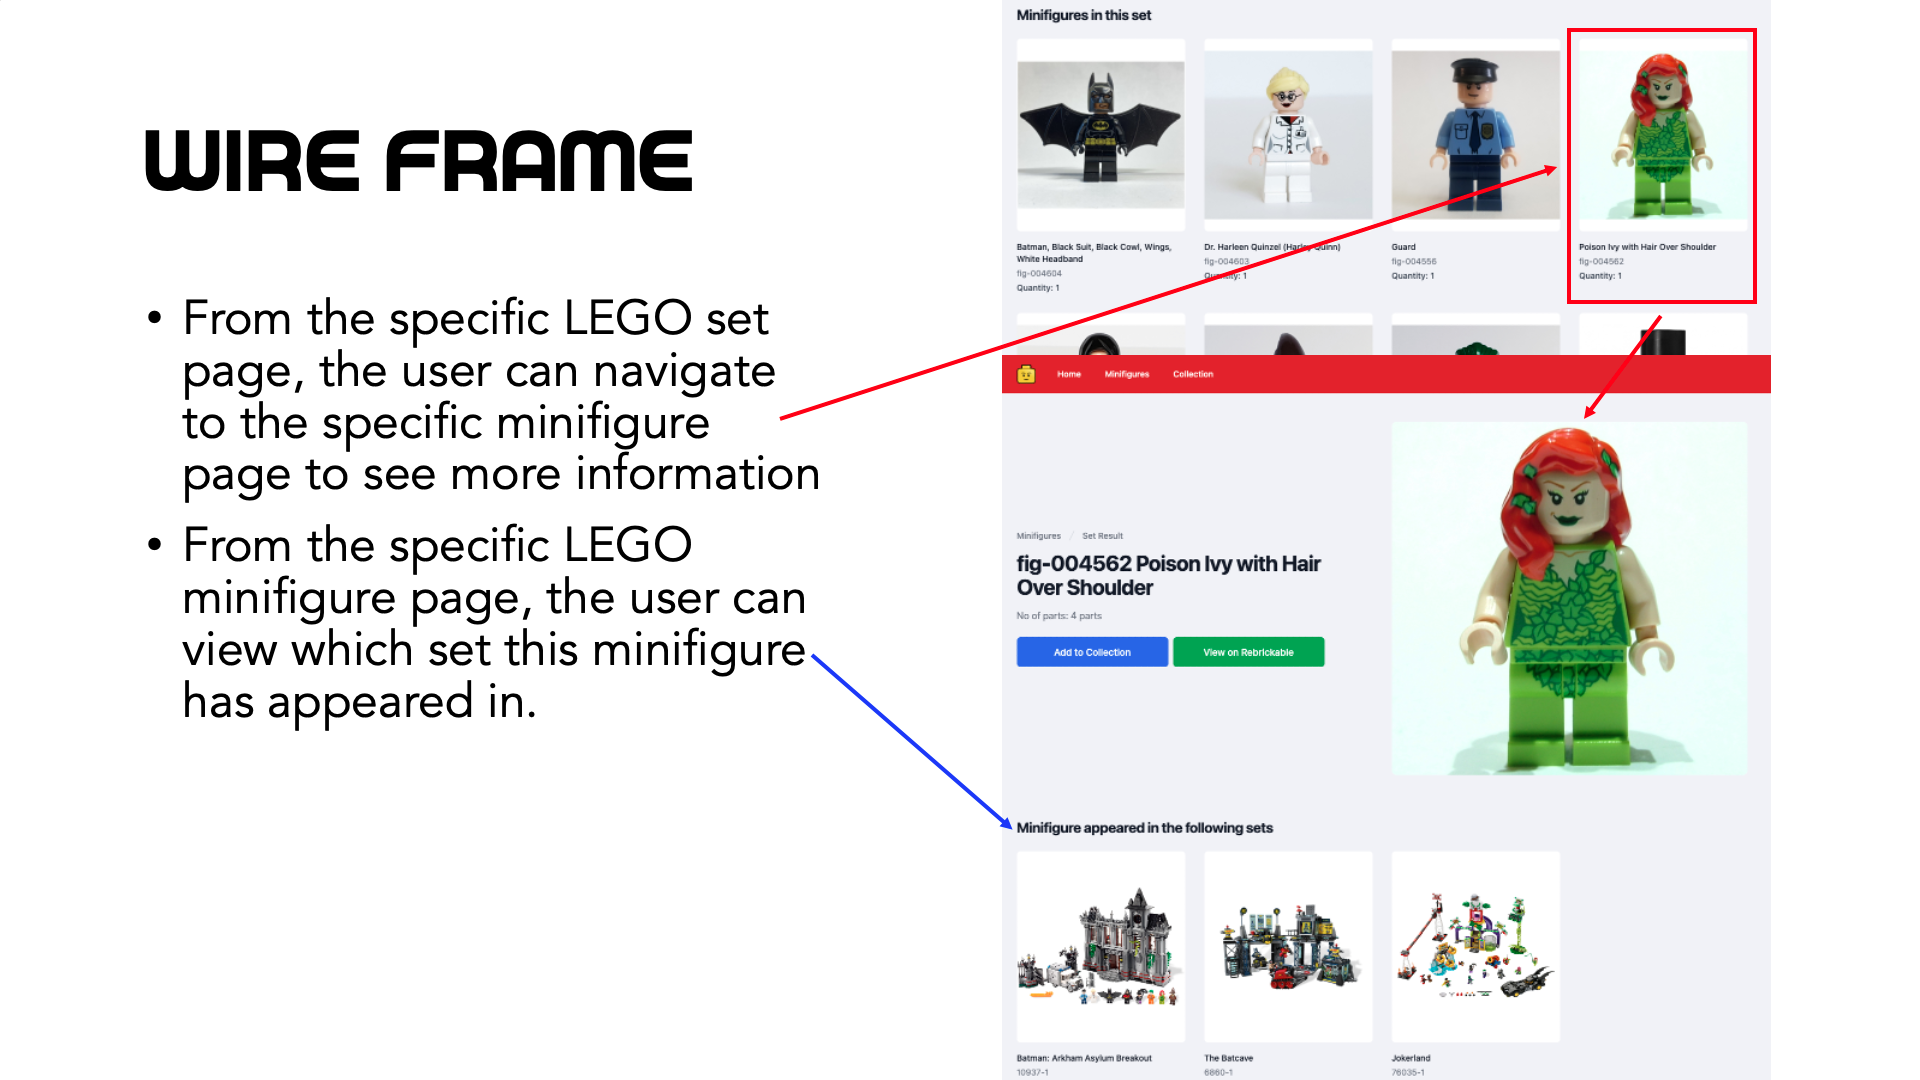 WIRE FRAME
• From the specific LEGO set
page, the user can navigate
to the specific minifigure
page to see more information
• From the specific LEGO
minifigure page, the user can
view which set this minifigure
has appeared in.
Minifigures in this set
Batman, Black Suit, Black Cowl, Wings,
White Headband
fig-004604
Quantity: 1
Dr. Harleen Quinzel (Harley Quinn)
fig-004603
Quantity: 1
Guard
fig-004556
Quantity: 1
Poison Ivy with Hair Over Shoulder
fig-004562
Quantity: 1
Home Minifigures Collection
Minifigures / Set Result
fig-004562 Poison Ivy with Hair
Over Shoulder
No of parts: 4 parts
Add to Collection View on Rebrickable
Minifigure appeared in the following sets
Batman: Arkham Asylum Breakout
10937-1
The Batcave
6860-1
Jokerland
76035-1